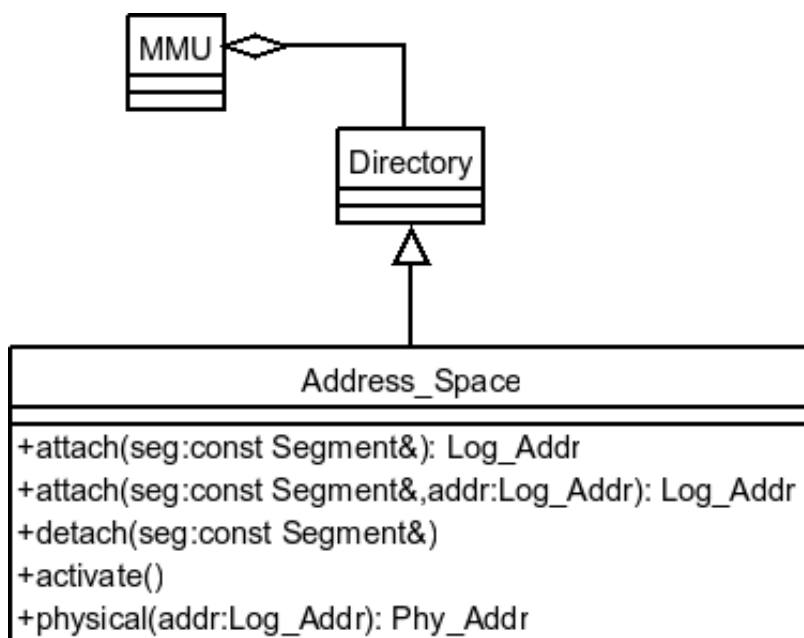 MMU
Directory
Address_Space
+attach(seg:const Segment&): Log_Addr
+attach(seg:const Segment&,addr:Log_Addr): Log_Addr
+detach(seg:const Segment&)
+activate()
+physical(addr:Log_Addr): Phy_Addr